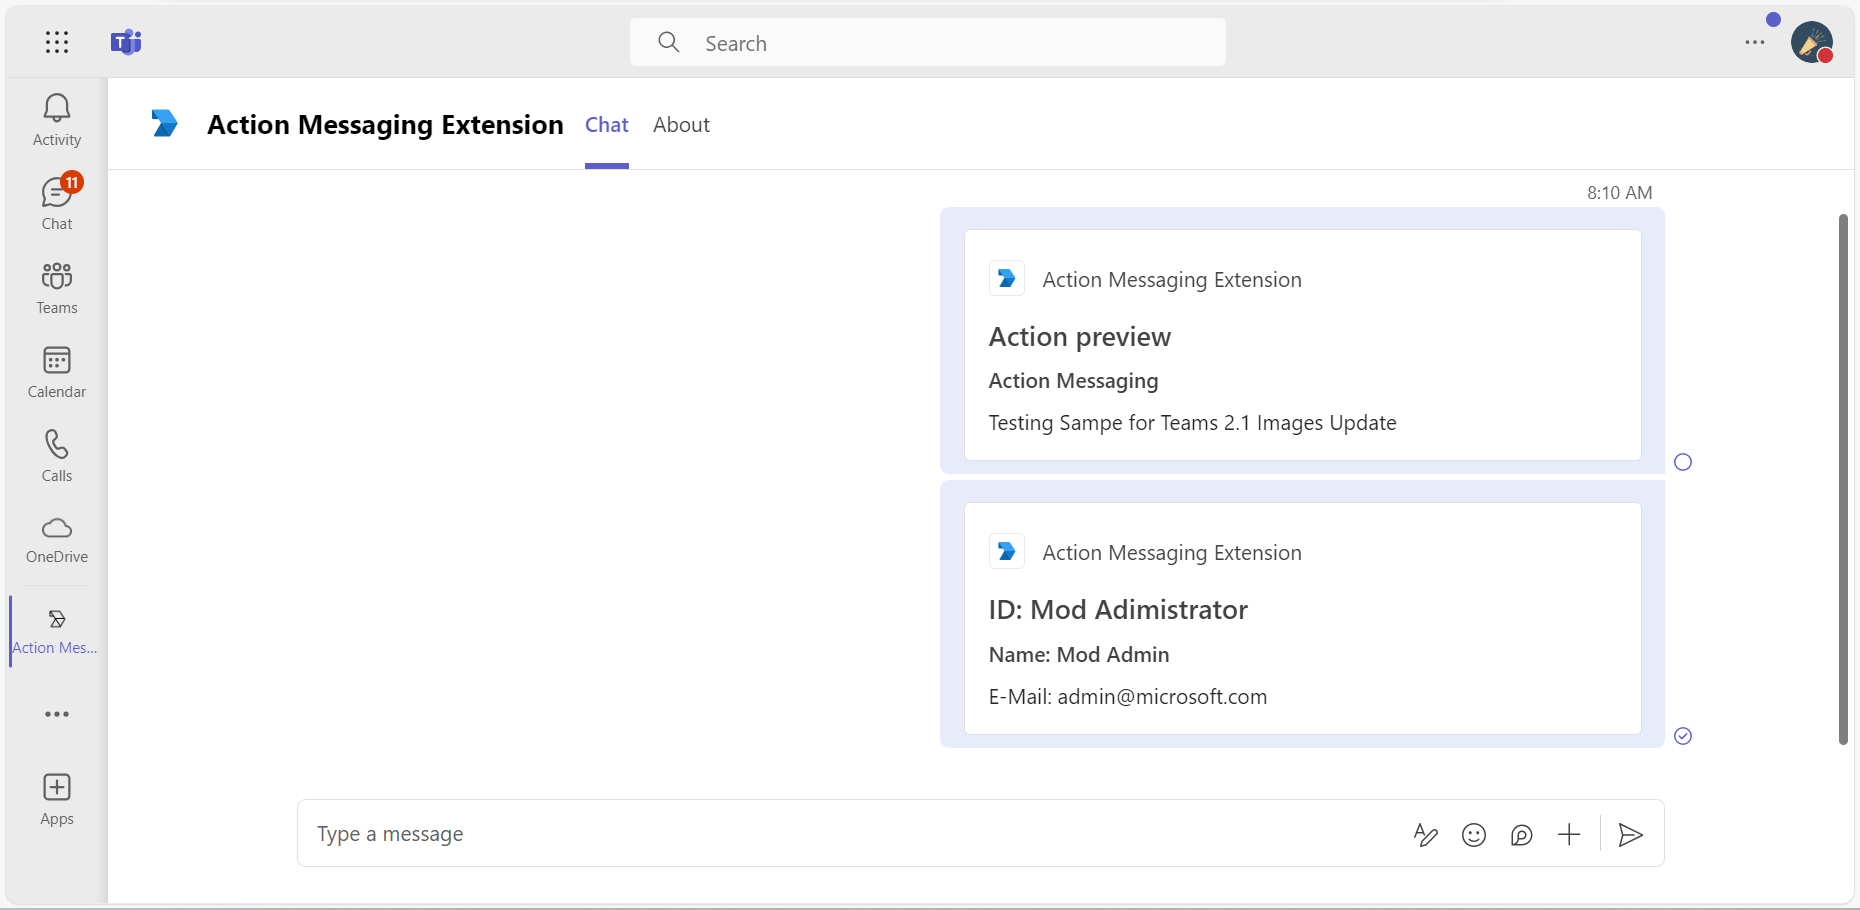 Search
Activity
11
Chat
Teams
Calendar
Calls
OneDrive
Action Mes...
Apps
Action Messaging Extension
Chat
About
8:10 AM
Action Messaging Extension
Action preview
Action Messaging
Testing Sampe for Teams 2.1 Images Update
Action Messaging Extension
ID: Mod Adimistrator
Name: Mod Admin
E-Mail: admin@microsoft.com
Type a message